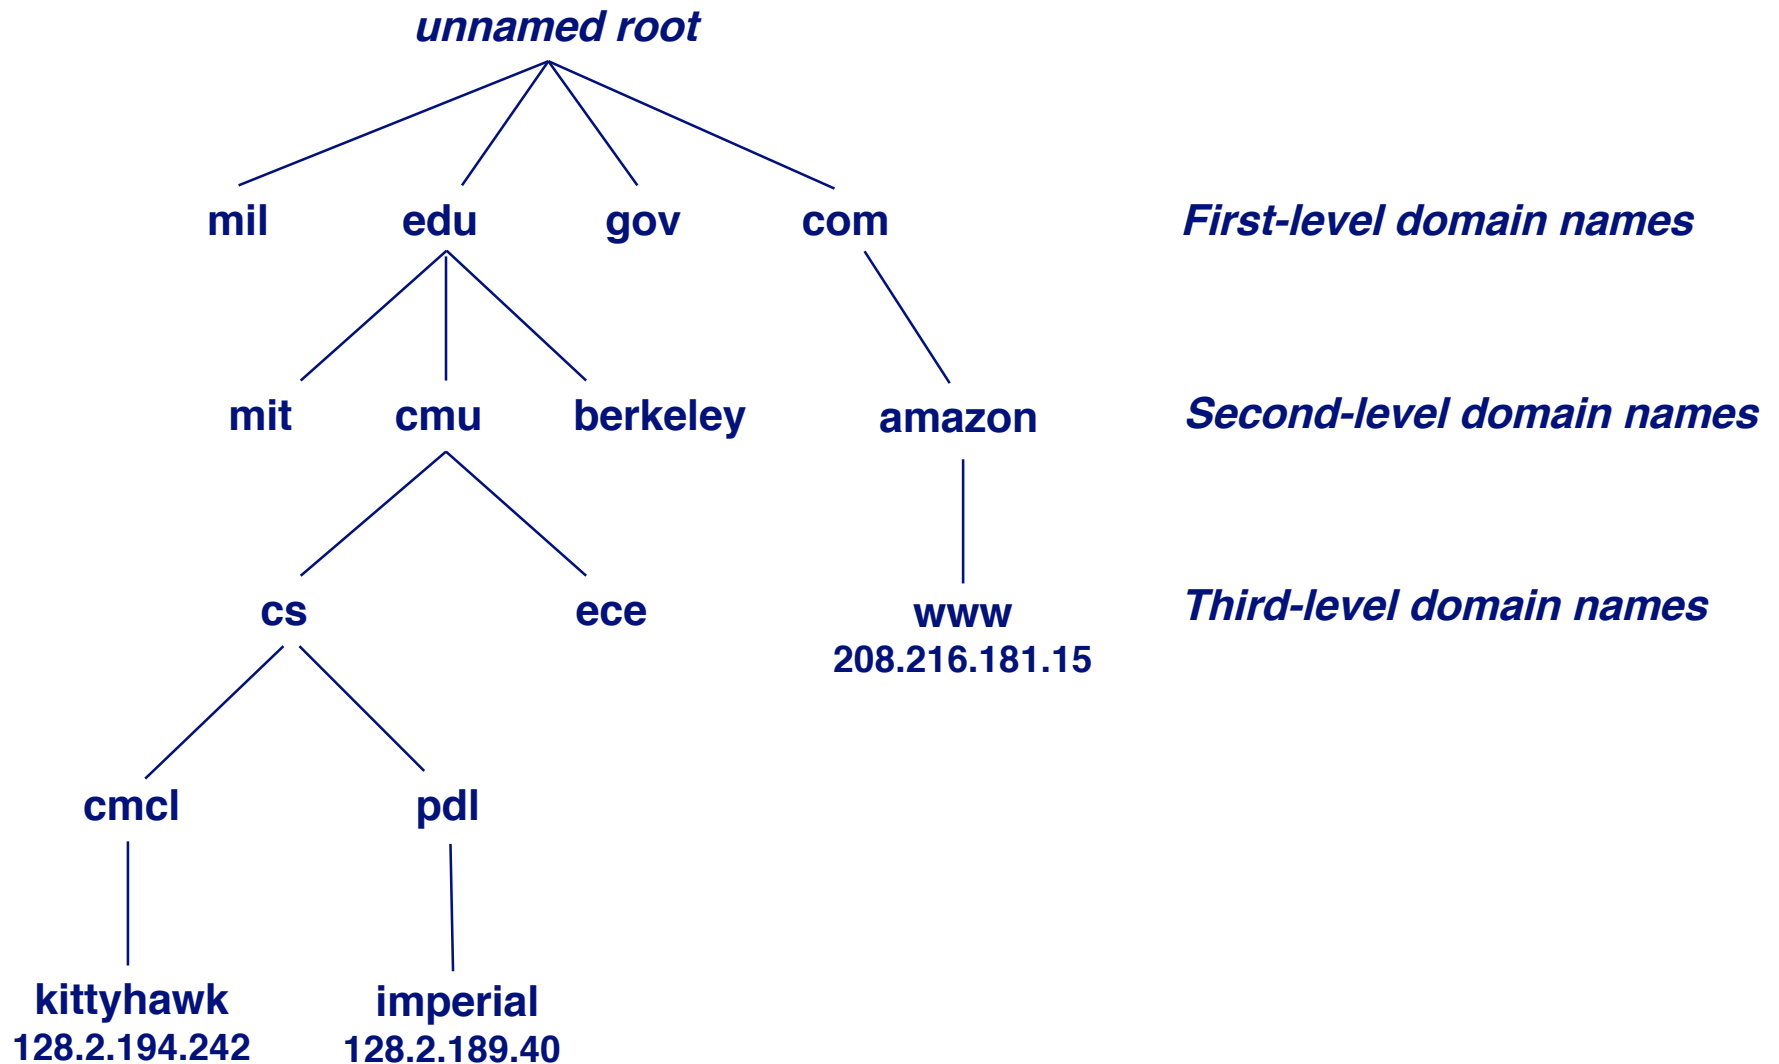 unnamed root
mil edu gov com First-level domain names
mit cmu berkeley amazon Second-level domain names
cs ece www Third-level domain names
208.216.181.15
cmcl pdl
kittyhawk imperial
128.2.194.242 128.2.189.40